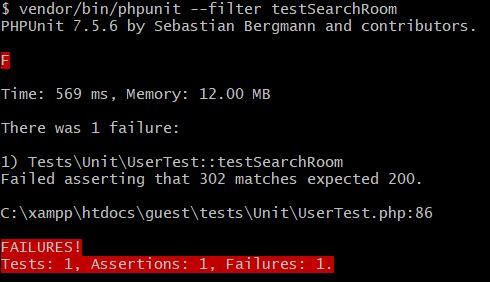 $ vendor/bin/phpunit --filter testSearchRoom
PHPUnit 7.5.6 by Sebastian Bergmann and contributors.
F
Time: 569 ms, Memory: 12.00 MB
There was 1 failure:
1) Tests\Unit\UserTest::testSearchRoom
Failed asserting that 302 matches expected 200.
C:\xampp\htdocs\guest\tests\Unit\UserTest.php:86
FAILURES!
Tests: 1, Assertions: 1, Failures: 1.